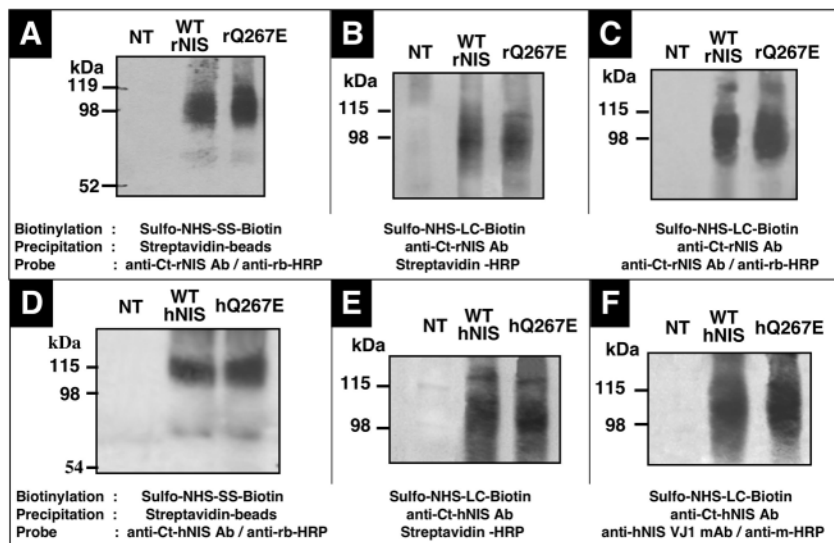 A
NT
WT
rNIS
rQ267E
kDa
119
98
52
Biotinylation : Sulfo-NHS-SS-Biotin
Precipitation : Streptavidin-beads
Probe : anti-Ct-rNIS Ab / anti-rb-HRP
B
NT
WT
rNIS
rQ267E
kDa
115
98
Sulfo-NHS-LC-Biotin
anti-Ct-rNIS Ab
Streptavidin -HRP
C
NT
WT
rNIS
rQ267E
kDa
115
98
Sulfo-NHS-LC-Biotin
anti-Ct-rNIS Ab
anti-Ct-rNIS Ab / anti-rb-HRP
D
NT
WT
hNIS
hQ267E
kDa
115
98
54
Biotinylation : Sulfo-NHS-SS-Biotin
Precipitation : Streptavidin-beads
Probe : anti-Ct-hNIS Ab / anti-rb-HRP
E
NT
WT
hNIS
hQ267E
kDa
115
98
Sulfo-NHS-LC-Biotin
anti-Ct-hNIS Ab
Streptavidin -HRP
F
NT
WT
hNIS
hQ267E
kDa
115
98
Sulfo-NHS-LC-Biotin
anti-Ct-hNIS Ab
anti-hNIS VJ1 mAb / anti-m-HRP